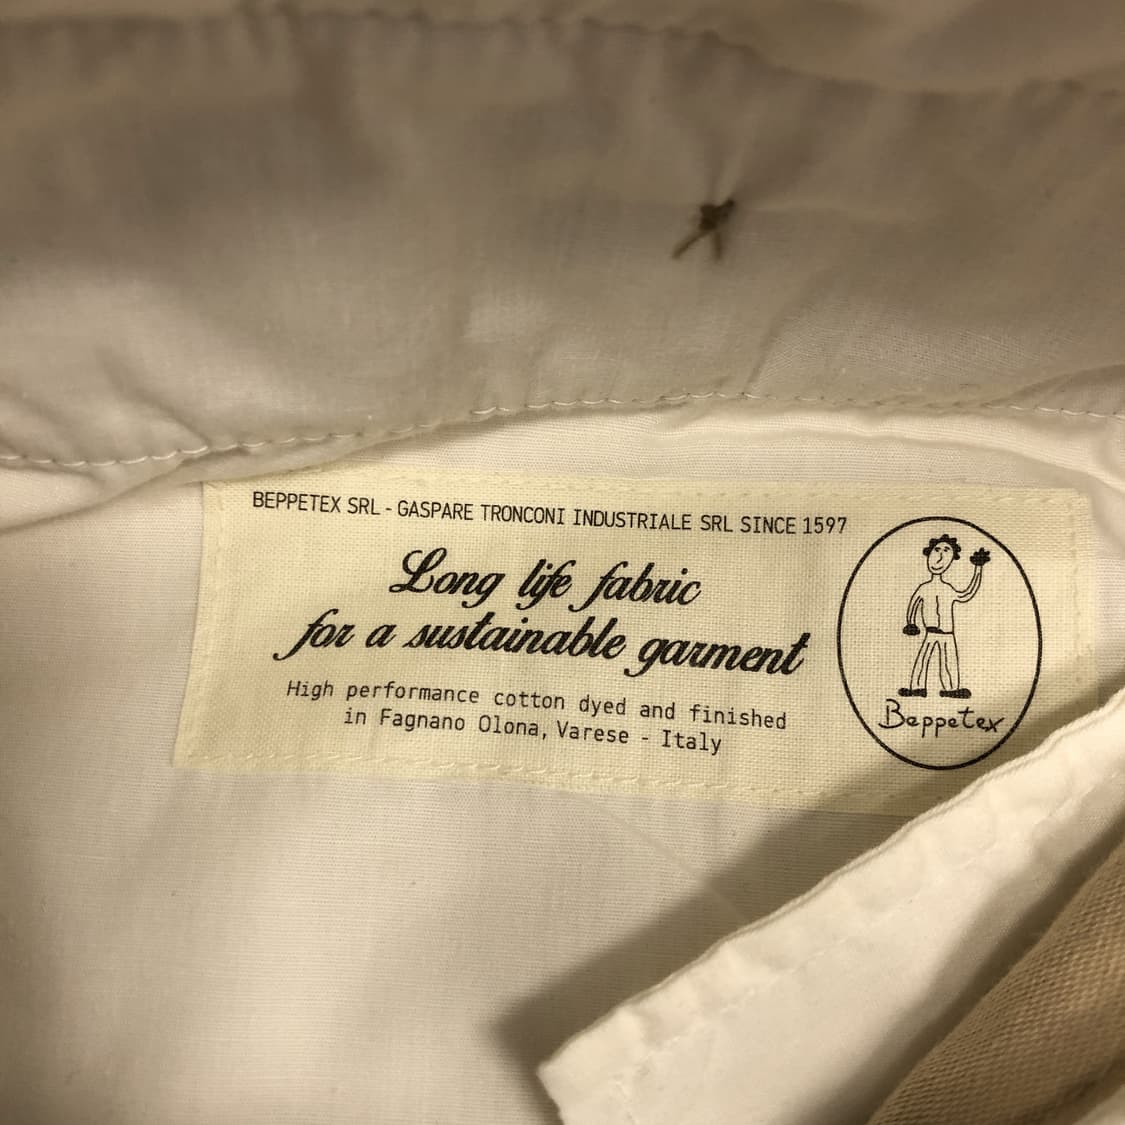 BEPPETEX SRL - GASPARE TRONCONI INDUSTRIALE SRL SINCE 1597
Long life fabric
for a sustainable garment
High performance cotton dyed and finished
in Fagnano Olona, Varese - Italy
Beppetex